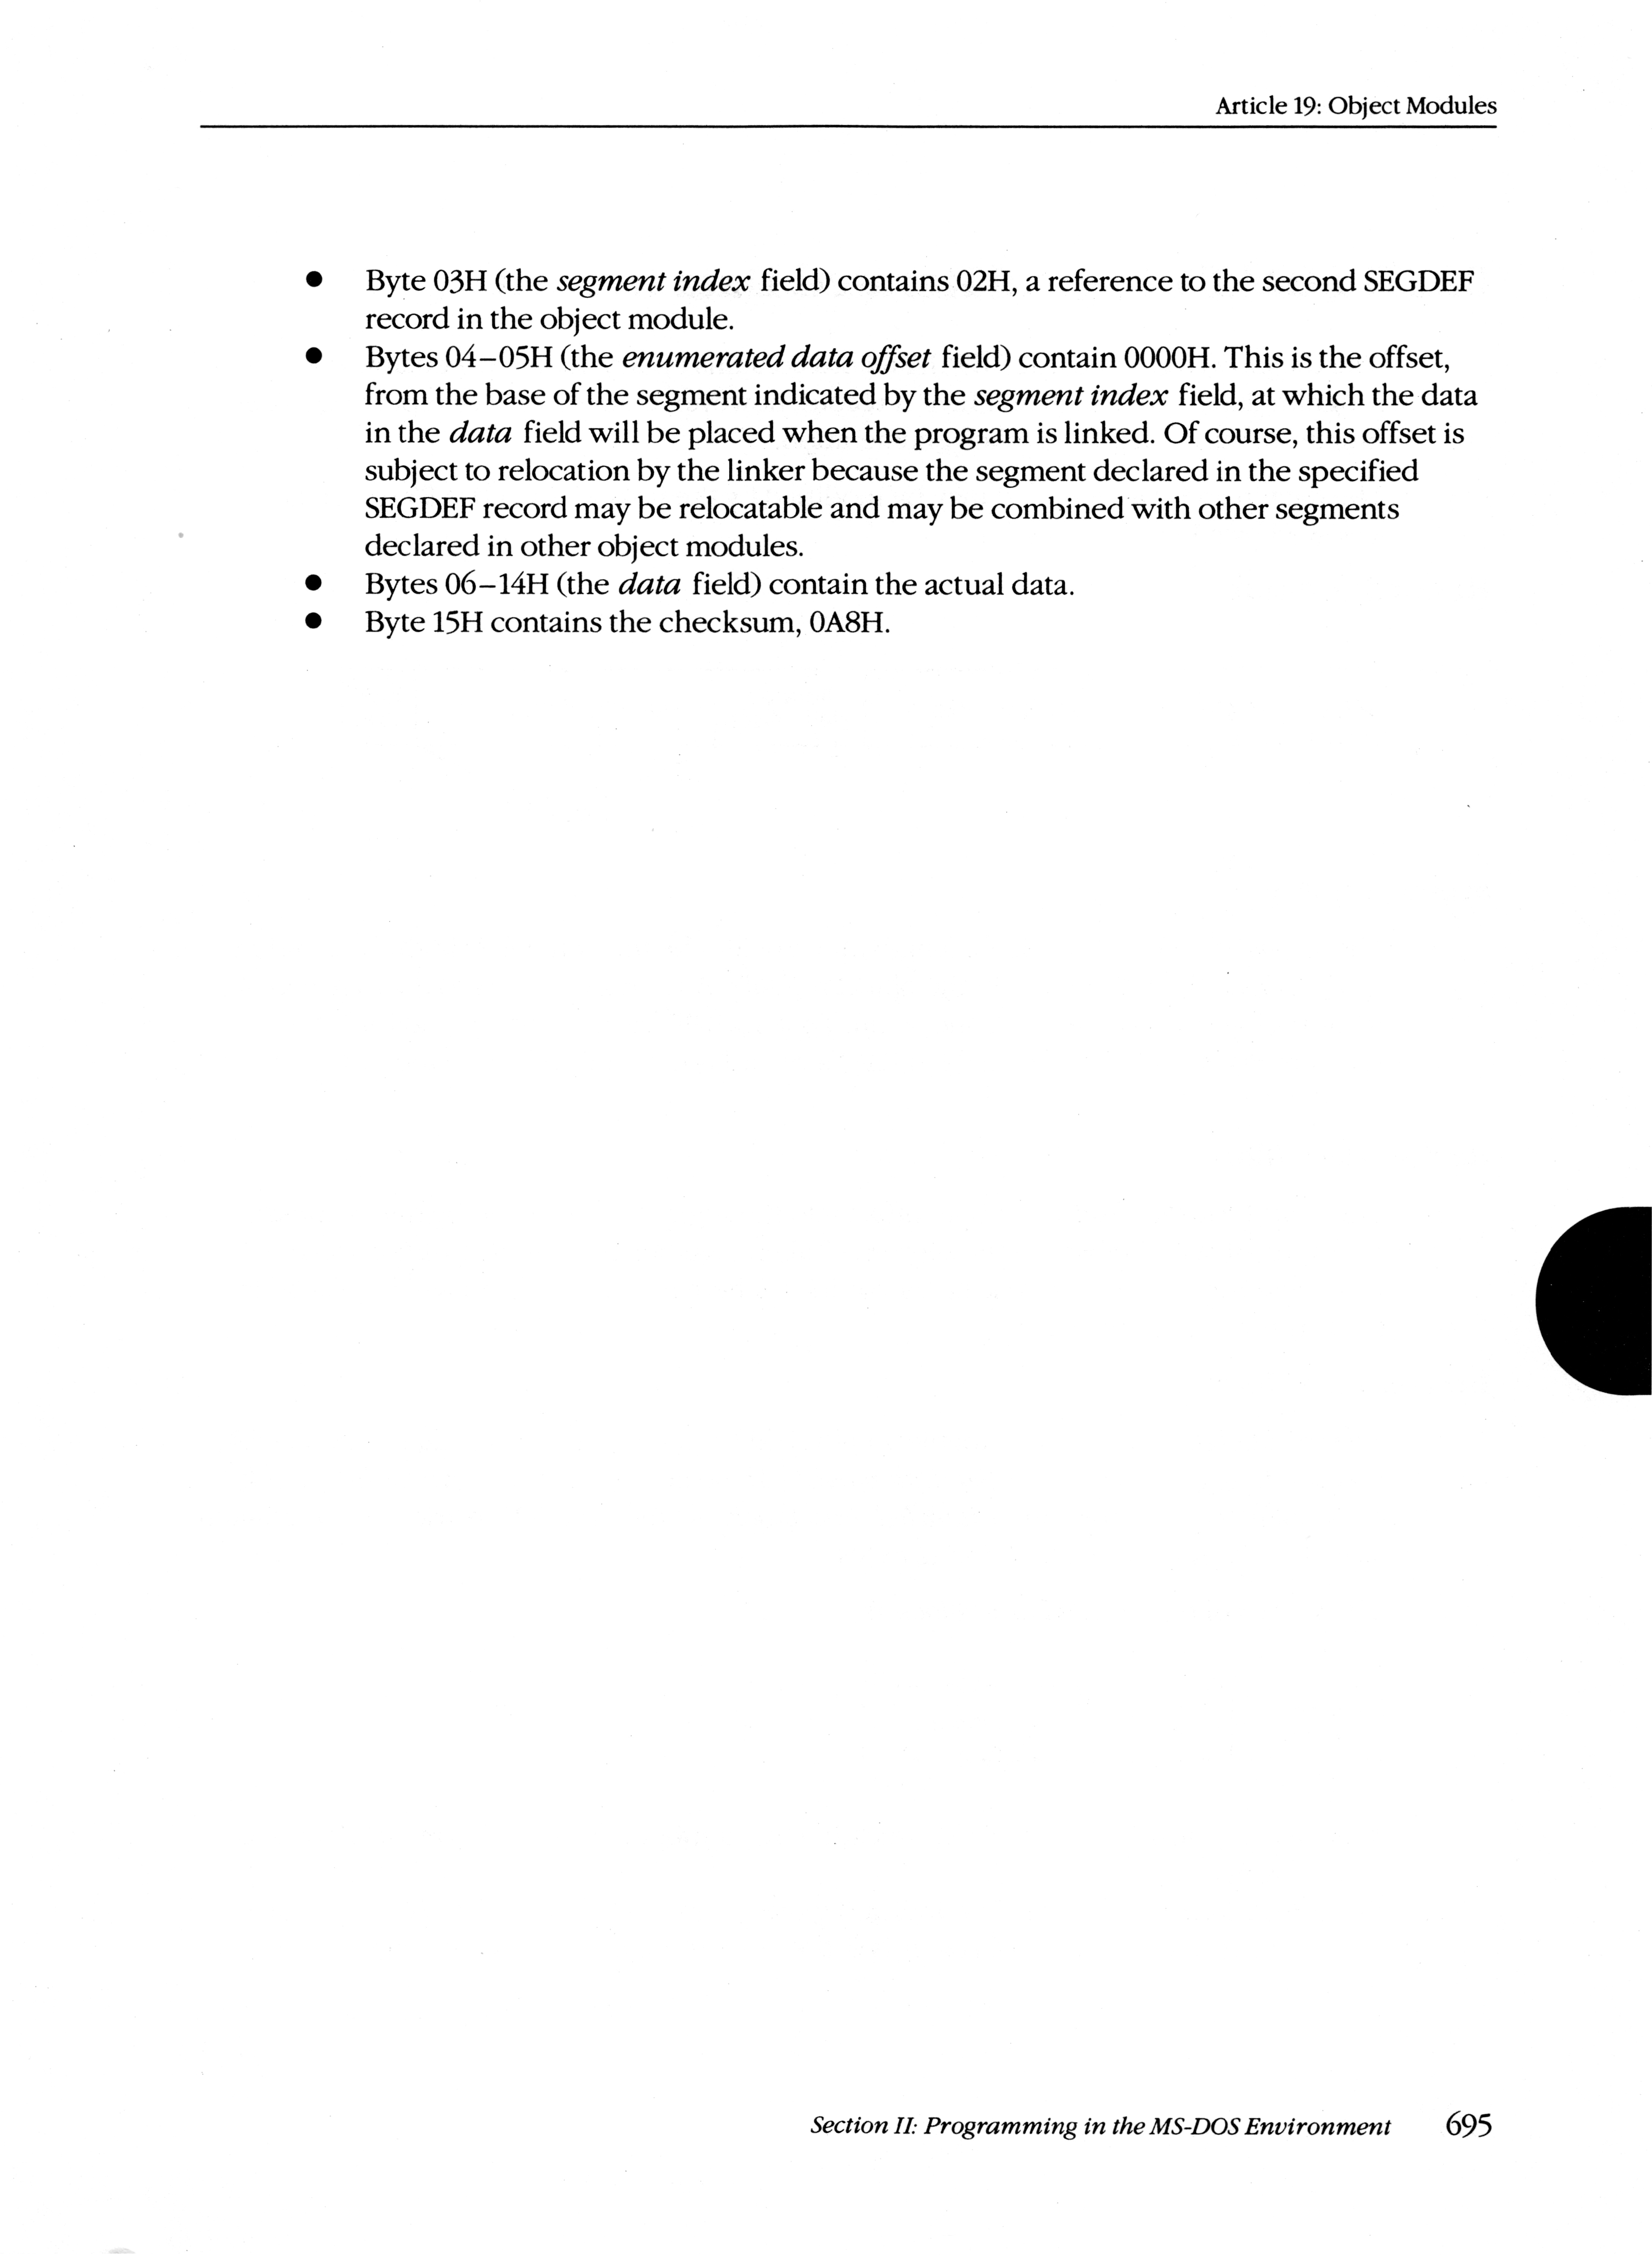 Article 19: Object Modules
● Byte 03H (the segment index field) contains 02H, a reference to the second SEGDEF
record in the object module.
● Bytes 04–05H (the enumerated data offset field) contain 0000H. This is the offset,
from the base of the segment indicated by the segment index field, at which the data
in the data field will be placed when the program is linked. Of course, this offset is
subject to relocation by the linker because the segment declared in the specified
SEGDEF record may be relocatable and may be combined with other segments
declared in other object modules.
● Bytes 06–14H (the data field) contain the actual data.
● Byte 15H contains the checksum, 0A8H.
Section II: Programming in the MS-DOS Environment 695